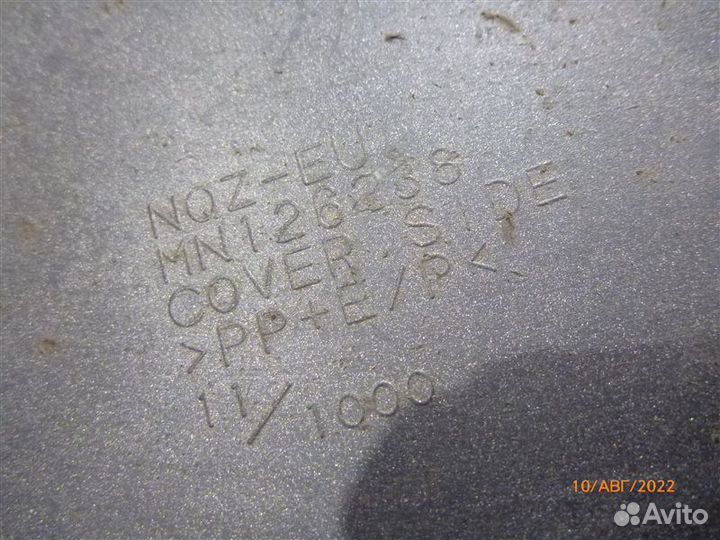 NQZ-EU
MN126238
COVER, SIDE
>PP+E/P<
11/1000
10/АВГ/2022
Avito